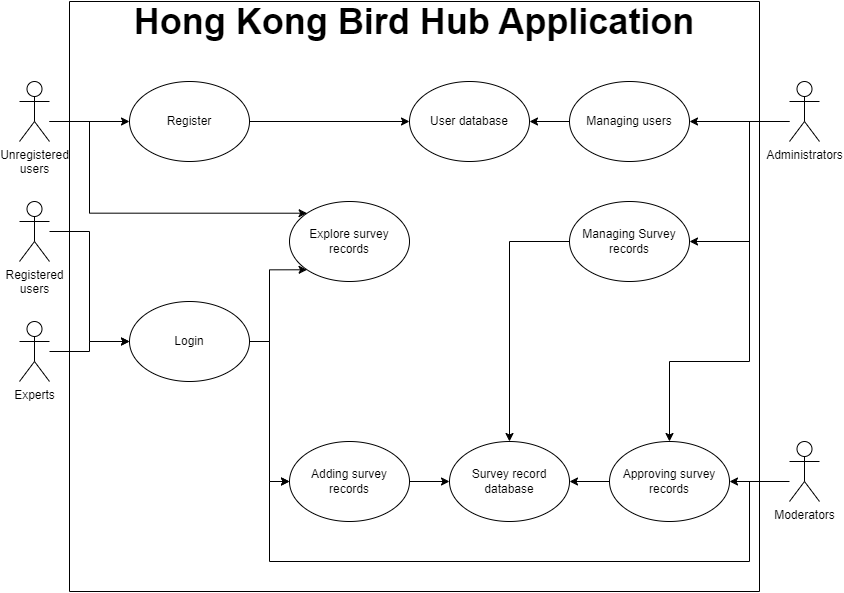 Hong Kong Bird Hub Application
Unregistered
users
Register
User database
Managing users
Administrators
Registered
users
Explore survey
records
Managing Survey
records
Experts
Login
Adding survey
records
Survey record
database
Approving survey
records
Moderators